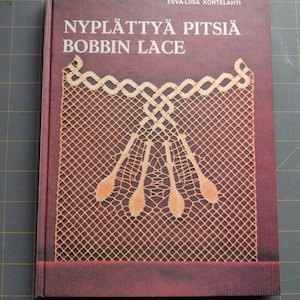 EEVA-LIISA KORTELAHTI
NYPLÄTTYÄ PITSIÄ
BOBBIN LACE